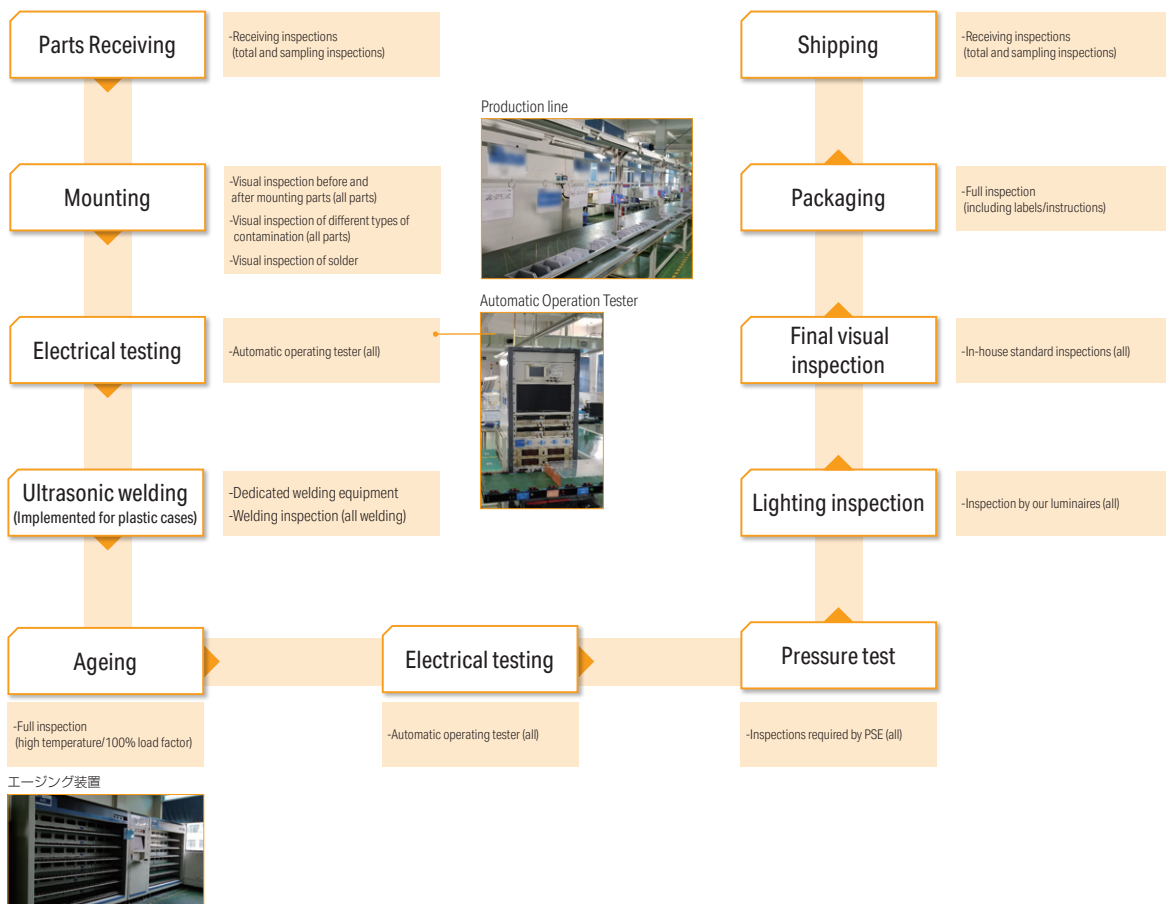 Parts Receiving
-Receiving inspections
(total and sampling inspections)
Mounting
-Visual inspection before and
after mounting parts (all parts)
-Visual inspection of different types of
contamination (all parts)
-Visual inspection of solder
Electrical testing
-Automatic operating tester (all)
Ultrasonic welding
(Implemented for plastic cases)
-Dedicated welding equipment
-Welding inspection (all welding)
Ageing
-Full inspection
(high temperature/100% load factor)
エージング装置
Production line
Automatic Operation Tester
Electrical testing
-Automatic operating tester (all)
Pressure test
-Inspections required by PSE (all)
Lighting inspection
-Inspection by our luminaires (all)
Final visual
inspection
-In-house standard inspections (all)
Packaging
-Full inspection
(including labels/instructions)
Shipping
-Receiving inspections
(total and sampling inspections)